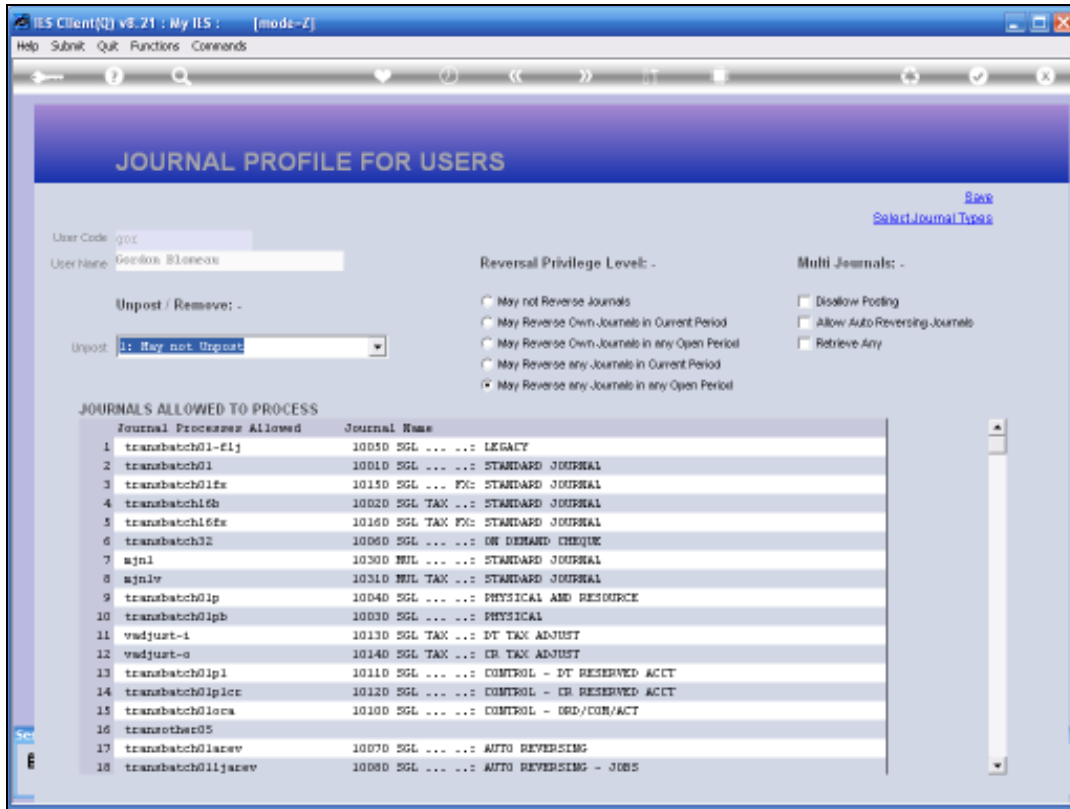 IES Client(Q) v8.21 : My IES : [mode-Z]
Help Submit Quit Functions Commands
JOURNAL PROFILE FOR USERS
Save
Select Journal Types
User Code gox
User Name Gordon Blomeau
Reversal Privilege Level: -
Multi Journals: -
Unpost / Remove: -
May not Reverse Journals
Disallow Posting
May Reverse Own Journals in Current Period
Allow Auto Reversing Journals
Unpost 1: May not Unpost
May Reverse Own Journals in any Open Period
Retrieve Any
May Reverse any Journals in Current Period
May Reverse any Journals in any Open Period
JOURNALS ALLOWED TO PROCESS
Journal Processes Allowed Journal Name
1 transbatch01-flj 10050 SGL ... ..: LEGACY
2 transbatch01 10010 SGL ... ..: STANDARD JOURNAL
3 transbatch01fx 10150 SGL ... FX: STANDARD JOURNAL
4 transbatch16b 10020 SGL TAX ..: STANDARD JOURNAL
5 transbatch16fx 10160 SGL TAX FX: STANDARD JOURNAL
6 transbatch32 10060 SGL ... ..: ON DEMAND CHEQUE
7 mjnl 10300 MUL ... ..: STANDARD JOURNAL
8 mjnlv 10310 MUL TAX ..: STANDARD JOURNAL
9 transbatch01p 10040 SGL ... ..: PHYSICAL AND RESOURCE
10 transbatch01pb 10030 SGL ... ..: PHYSICAL
11 vadjust-i 10130 SGL TAX ..: DT TAX ADJUST
12 vadjust-o 10140 SGL TAX ..: CR TAX ADJUST
13 transbatch01pl 10110 SGL ... ..: CONTROL - DT RESERVED ACCT
14 transbatch01plcr 10120 SGL ... ..: CONTROL - CR RESERVED ACCT
15 transbatch01oca 10100 SGL ... ..: CONTROL - ORD/COM/ACT
16 transother05
17 transbatch01arev 10070 SGL ... ..: AUTO REVERSING
18 transbatch01ljarev 10080 SGL ... ..: AUTO REVERSING - JOBS